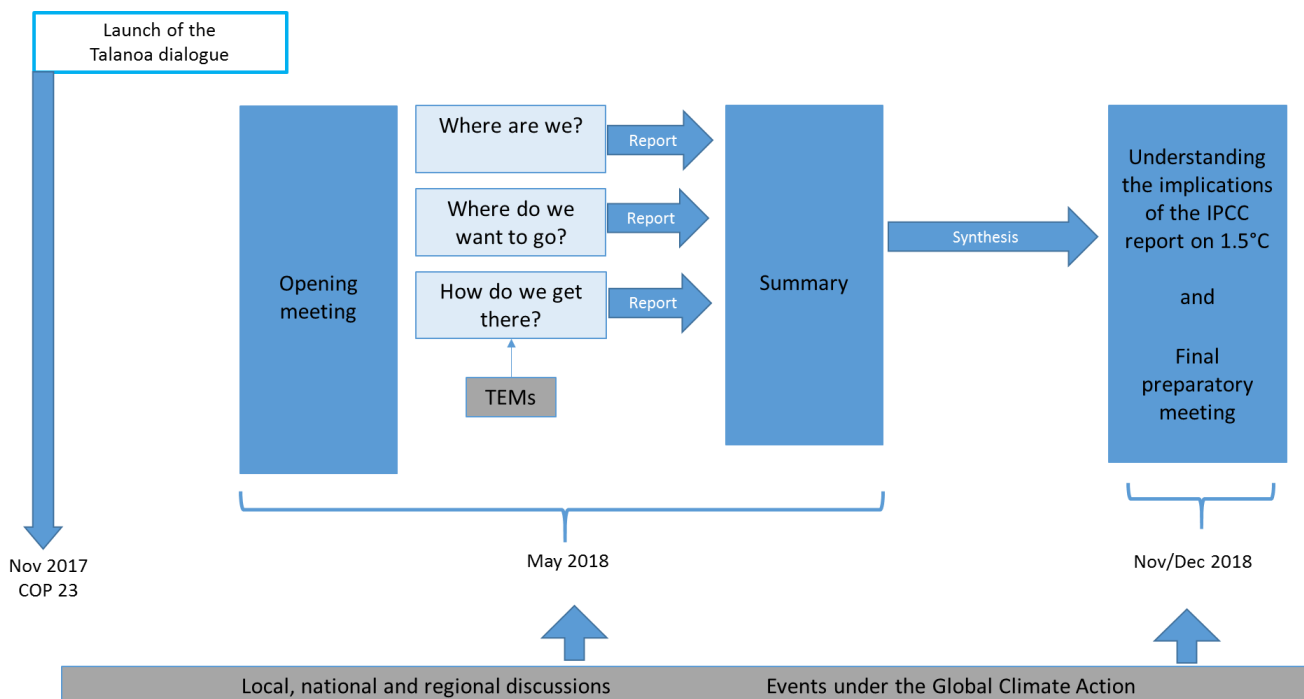 Launch of the
Talanoa dialogue
Where are we?
Report
Where do we
want to go?
Report
How do we get
there?
Report
TEMs
Opening
meeting
Summary
Synthesis
Understanding
the implications
of the IPCC
report on 1.5°C
and
Final
preparatory
meeting
Nov 2017
COP 23
May 2018
Nov/Dec 2018
Local, national and regional discussions
Events under the Global Climate Action